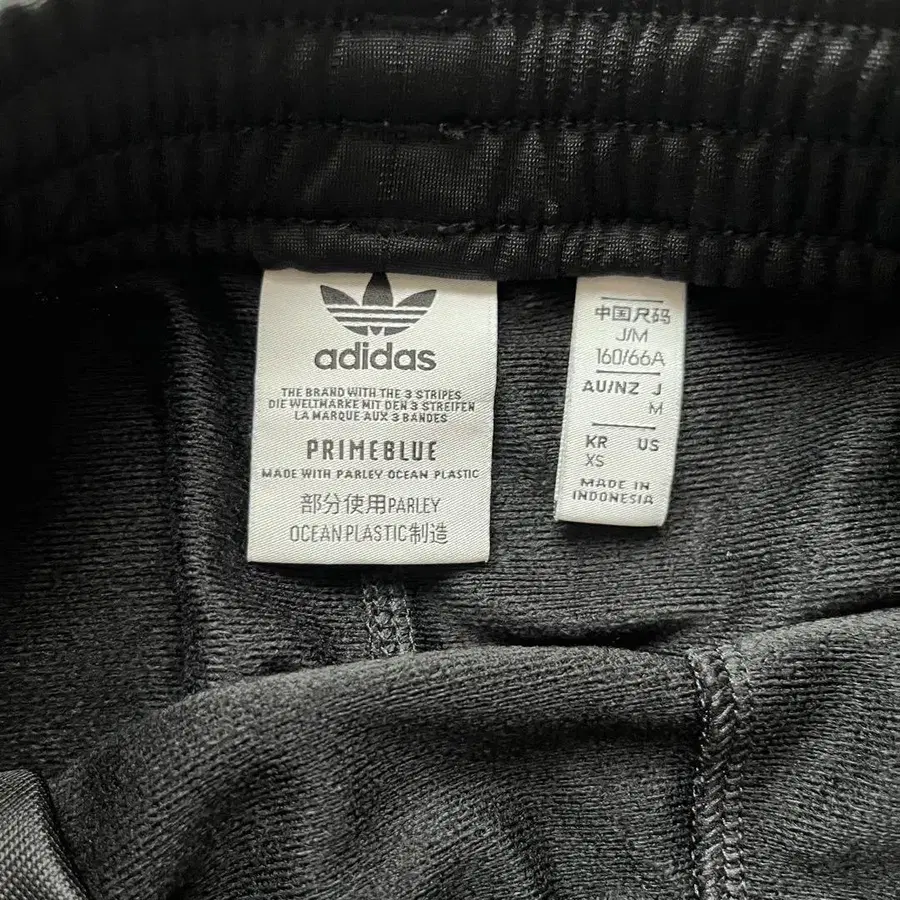 adidas
THE BRAND WITH THE 3 STRIPES
DIE WELTMARKE MIT DEN 3 STREIFEN
LA MARQUE AUX 3 BANDES
PRIMEBLUE
MADE WITH PARLEY OCEAN PLASTIC
部分使用PARLEY
OCEAN PLASTIC制造
中国尺码
J/M
160/66A
AU/NZ J
M
KR US
XS
MADE IN
INDONESIA